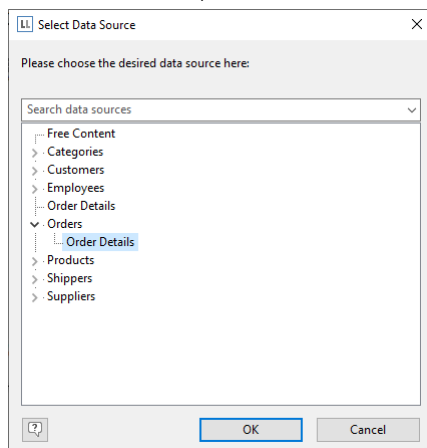 LL Select Data Source
Please choose the desired data source here:
Search data sources
Free Content
Categories
Customers
Employees
Order Details
Orders
Order Details
Products
Shippers
Suppliers
?
OK Cancel